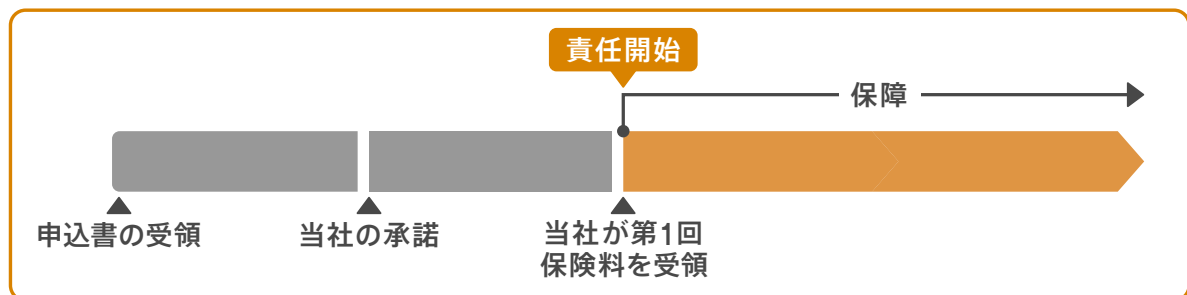 責任開始
保障
申込書の受領
当社の承諾
当社が第1回
保険料を受領